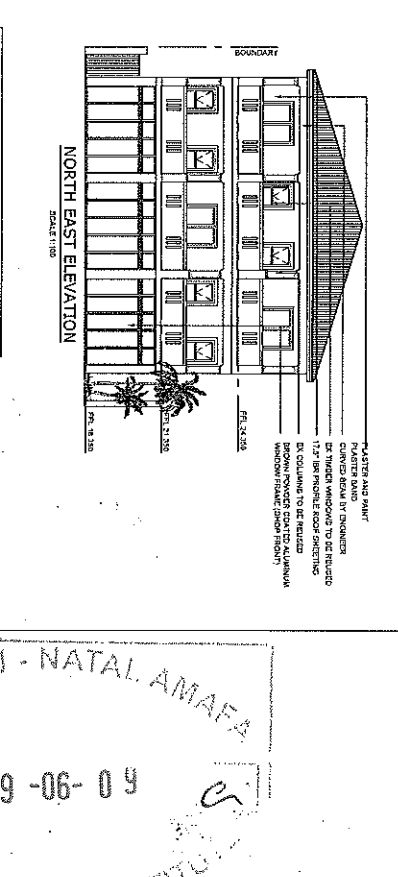 BOUNDARY
PLASTER AND PAINT
PLASTER BAND
CURVED BEAM BY ENGINEER
EX TIMBER WINDOWS TO BE REUSED
17.5° IBR PROFILE ROOF SHEETING
EX COLUMNS TO BE REUSED
BROWN POWDER COATED ALUMINUM
WINDOW FRAME (SHOP FRONT)
FFL 24 350
FFL 21 350
FFL 18 350
NORTH EAST ELEVATION
SCALE 1:100
- NATAL AMAFA
9 -06- 09